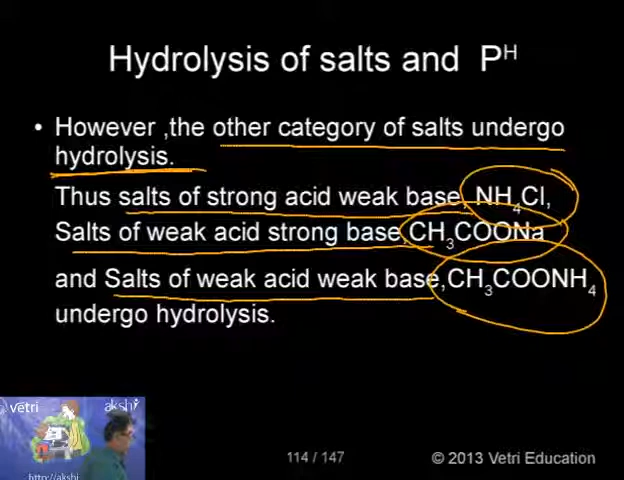 Hydrolysis of salts and Pᴴ
• However ,the other category of salts undergo
hydrolysis.
Thus salts of strong acid weak base, NH₄Cl,
Salts of weak acid strong base,CH₃COONa
and Salts of weak acid weak base,CH₃COONH₄
undergo hydrolysis.
vetri
akshi
http://akshi
114 / 147
© 2013 Vetri Education